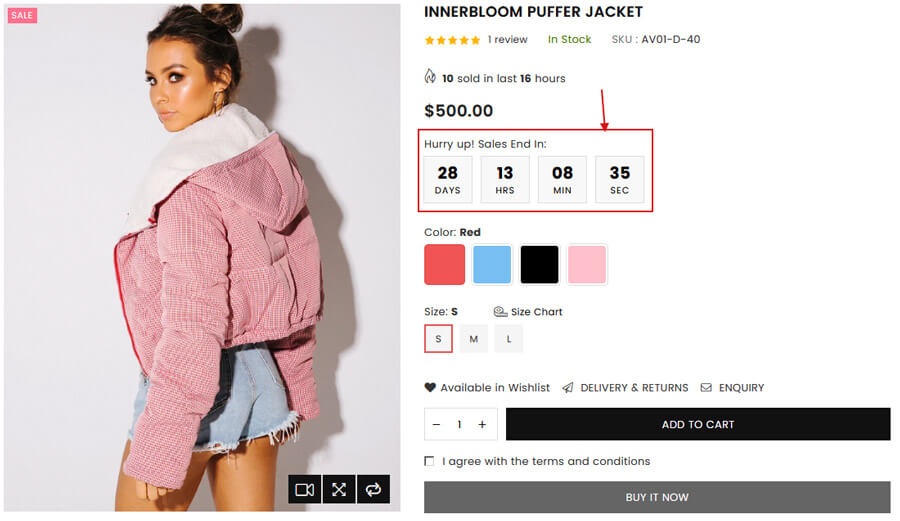 SALE
INNERBLOOM PUFFER JACKET
1 review In Stock SKU : AV01-D-40
10 sold in last 16 hours
$500.00
Hurry up! Sales End In:
28 13 08 35
DAYS HRS MIN SEC
Color: Red
Size: S Size Chart
S M L
Available in Wishlist DELIVERY & RETURNS ENQUIRY
− 1 + ADD TO CART
I agree with the terms and conditions
BUY IT NOW